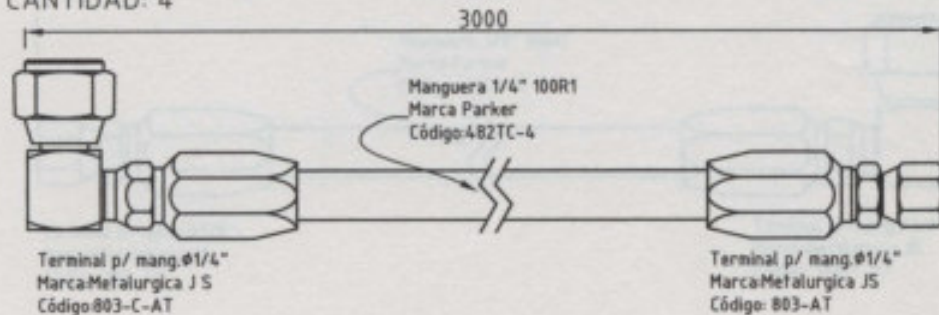 CANTIDAD: 4
3000
Manguera 1/4" 100R1
Marca Parker
Código:482TC-4
Terminal p/ mang.ø1/4"
Marca:Metalurgica J S
Código:803-C-AT
Terminal p/ mang.ø1/4"
Marca:Metalurgica JS
Código: 803-AT